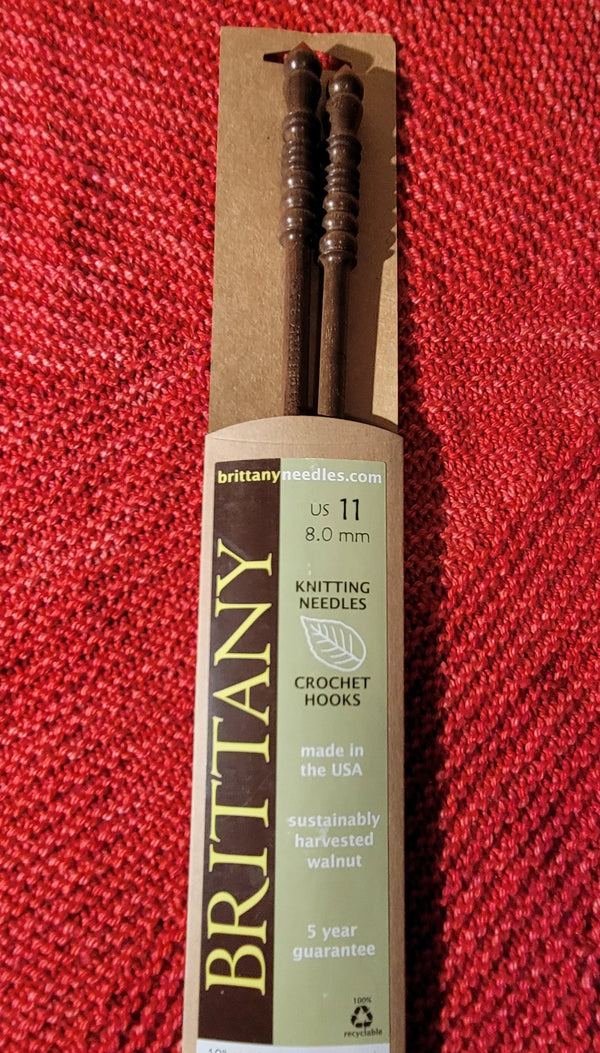 brittanyneedles.com
BRITTANY
US 11
8.0 mm
KNITTING
NEEDLES
CROCHET
HOOKS
made in
the USA
sustainably
harvested
walnut
5 year
guarantee
100%
recyclable